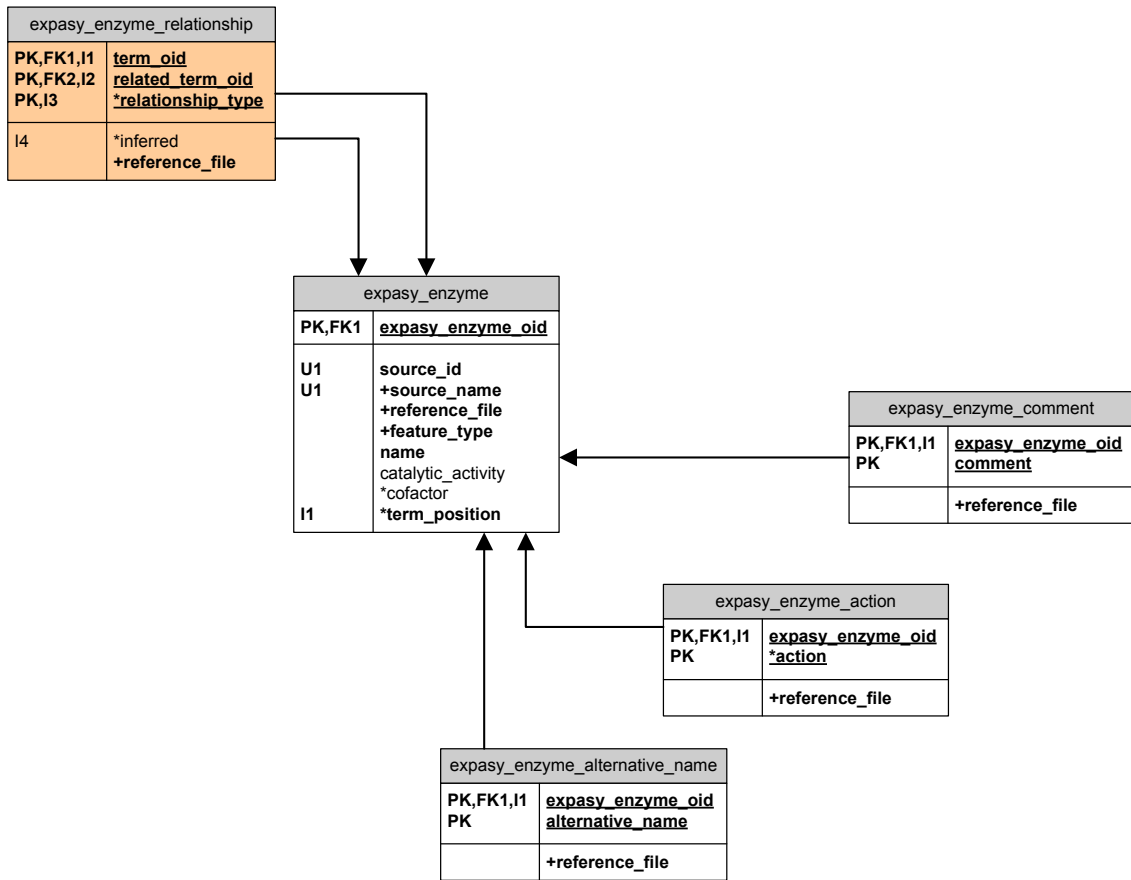 expasy_enzyme_relationship
PK,FK1,I1 term_oid
PK,FK2,I2 related_term_oid
PK,I3 *relationship_type
I4 *inferred
+reference_file
expasy_enzyme
PK,FK1 expasy_enzyme_oid
U1 source_id
U1 +source_name
+reference_file
+feature_type
name
catalytic_activity
*cofactor
I1 *term_position
expasy_enzyme_comment
PK,FK1,I1 expasy_enzyme_oid
PK comment
+reference_file
expasy_enzyme_action
PK,FK1,I1 expasy_enzyme_oid
PK *action
+reference_file
expasy_enzyme_alternative_name
PK,FK1,I1 expasy_enzyme_oid
PK alternative_name
+reference_file